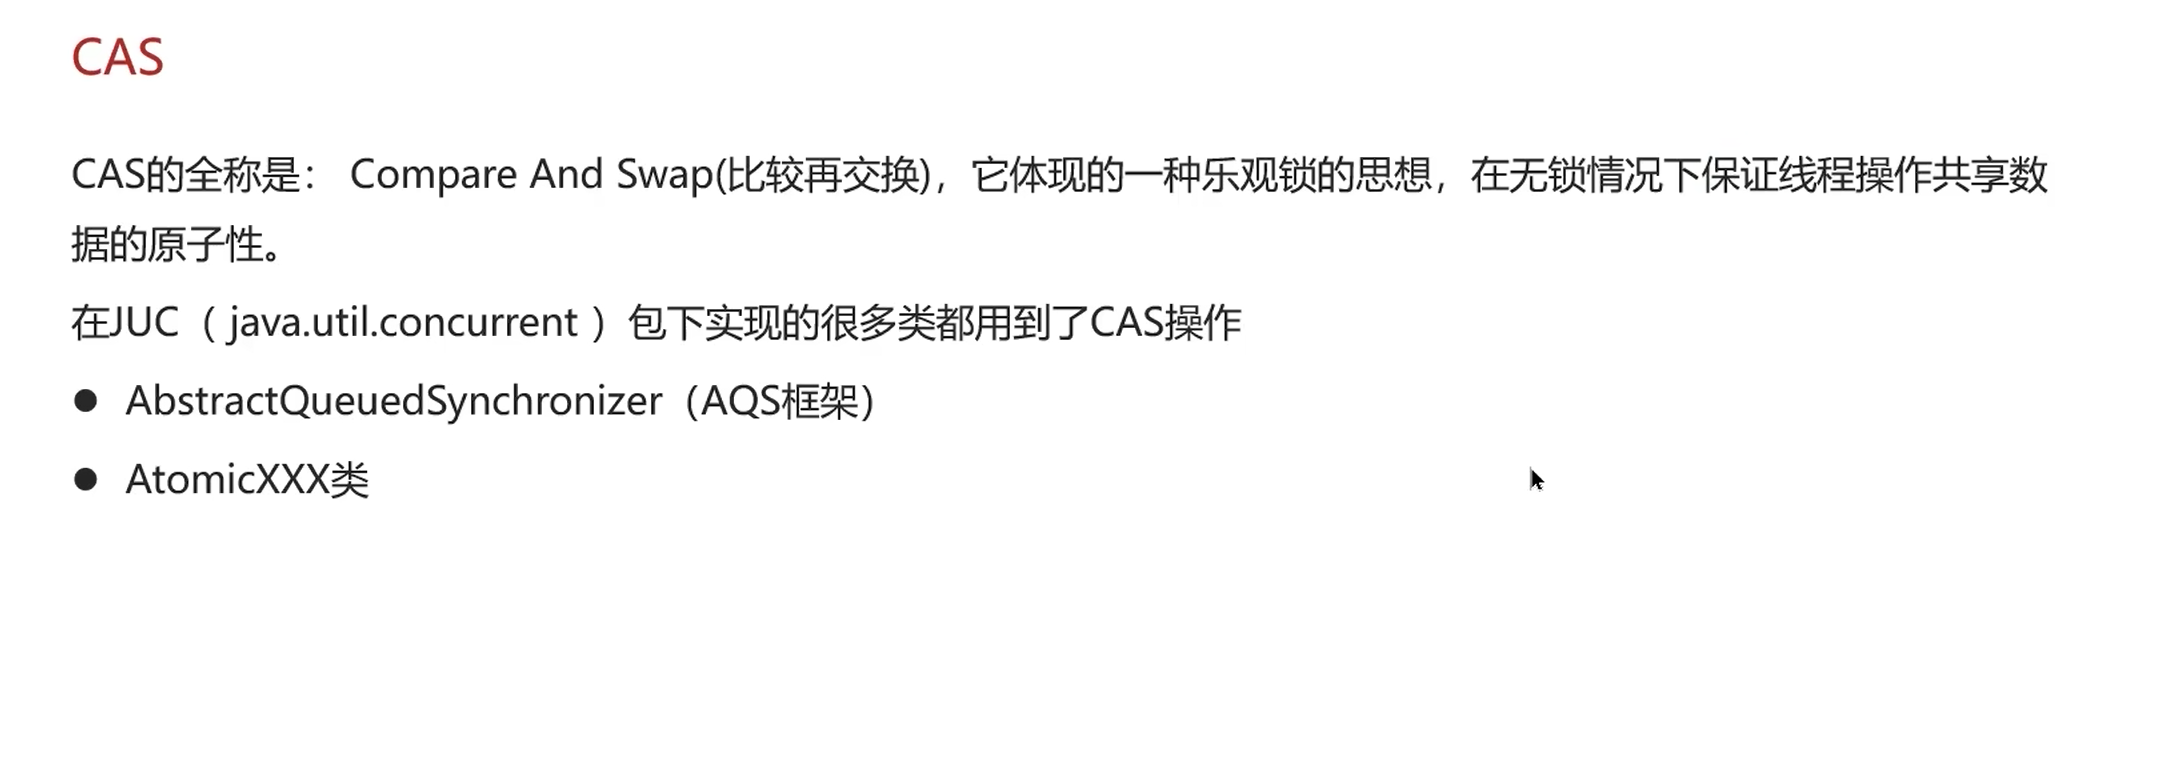 CAS
CAS的全称是： Compare And Swap(比较再交换)，它体现的一种乐观锁的思想，在无锁情况下保证线程操作共享数
据的原子性。
在JUC（ java.util.concurrent ）包下实现的很多类都用到了CAS操作
● AbstractQueuedSynchronizer（AQS框架）
● AtomicXXX类